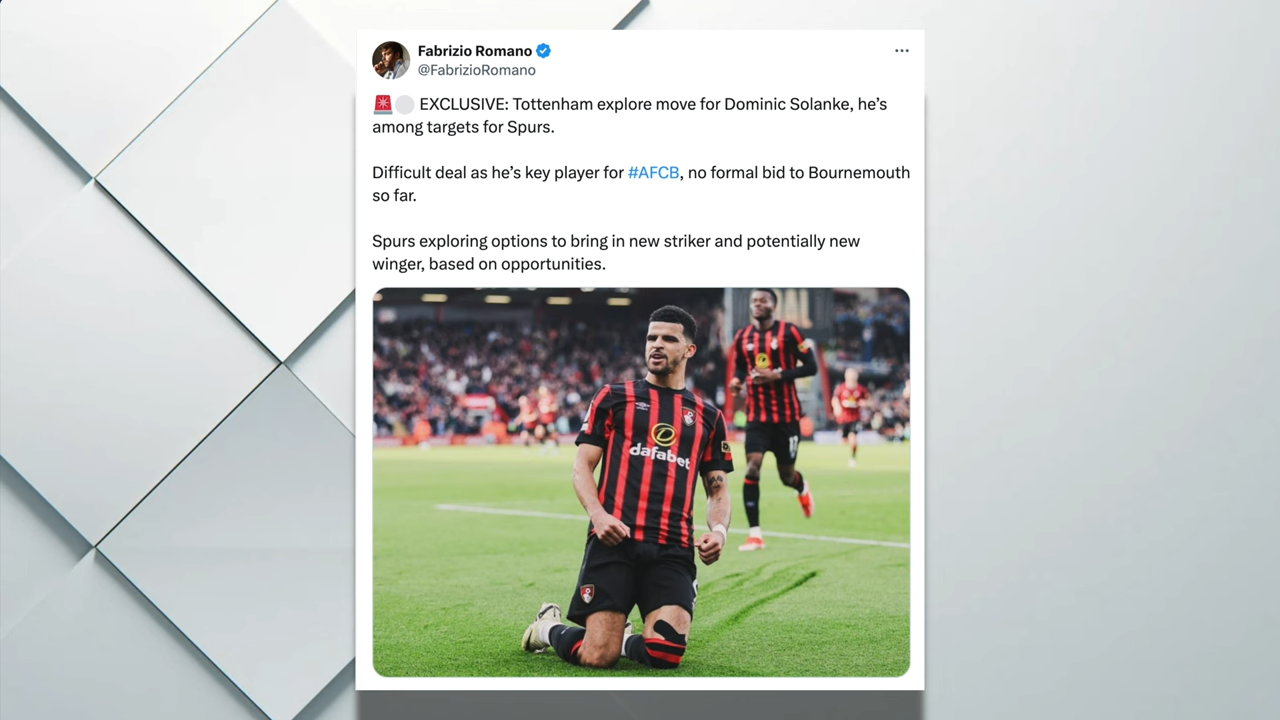 Fabrizio Romano
@FabrizioRomano
🚨⚪️ EXCLUSIVE: Tottenham explore move for Dominic Solanke, he’s
among targets for Spurs.
Difficult deal as he’s key player for #AFCB, no formal bid to Bournemouth
so far.
Spurs exploring options to bring in new striker and potentially new
winger, based on opportunities.
dafabet